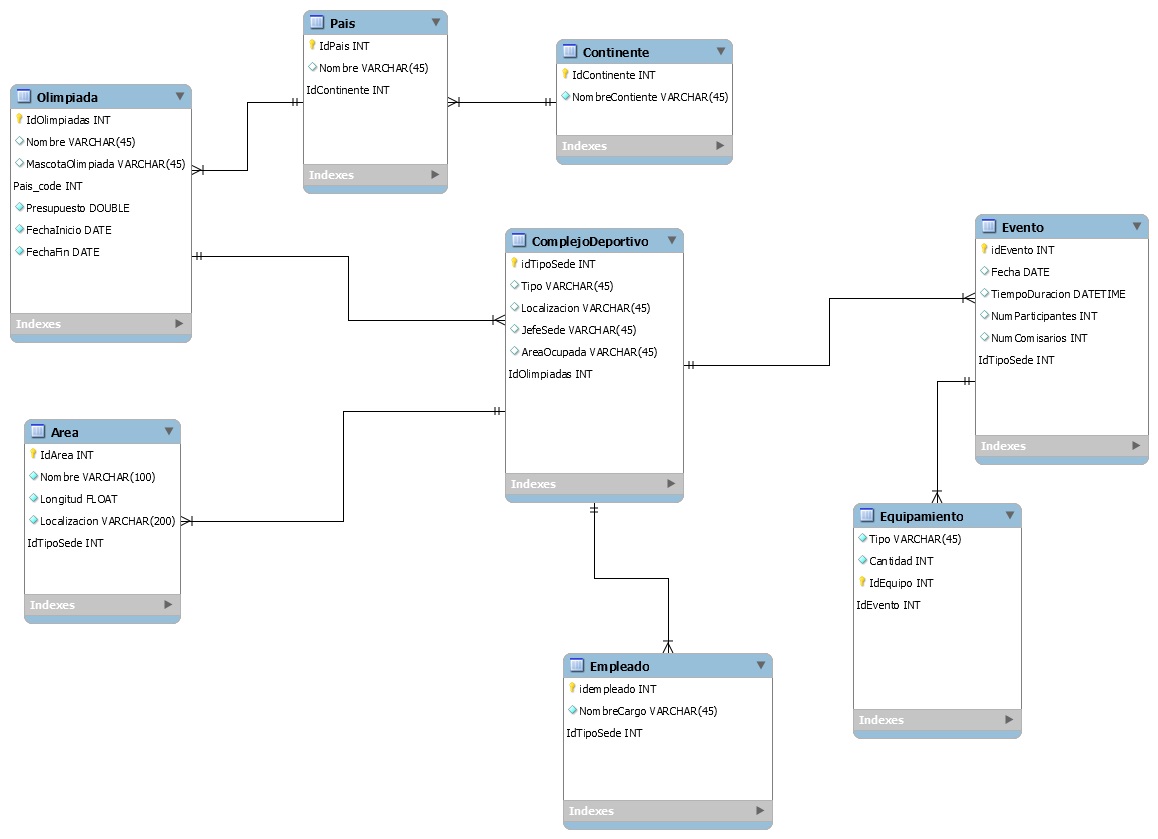 Pais
IdPais INT
Nombre VARCHAR(45)
IdContinente INT
Indexes
Continente
IdContinente INT
NombreContiente VARCHAR(45)
Indexes
Olimpiada
IdOlimpiadas INT
Nombre VARCHAR(45)
MascotaOlimpiada VARCHAR(45)
Pais_code INT
Presupuesto DOUBLE
FechaInicio DATE
FechaFin DATE
Indexes
ComplejoDeportivo
idTipoSede INT
Tipo VARCHAR(45)
Localizacion VARCHAR(45)
JefeSede VARCHAR(45)
AreaOcupada VARCHAR(45)
IdOlimpiadas INT
Indexes
Evento
idEvento INT
Fecha DATE
TiempoDuracion DATETIME
NumParticipantes INT
NumComisarios INT
IdTipoSede INT
Indexes
Area
IdArea INT
Nombre VARCHAR(100)
Longitud FLOAT
Localizacion VARCHAR(200)
IdTipoSede INT
Indexes
Equipamiento
Tipo VARCHAR(45)
Cantidad INT
IdEquipo INT
IdEvento INT
Indexes
Empleado
idempleado INT
NombreCargo VARCHAR(45)
IdTipoSede INT
Indexes